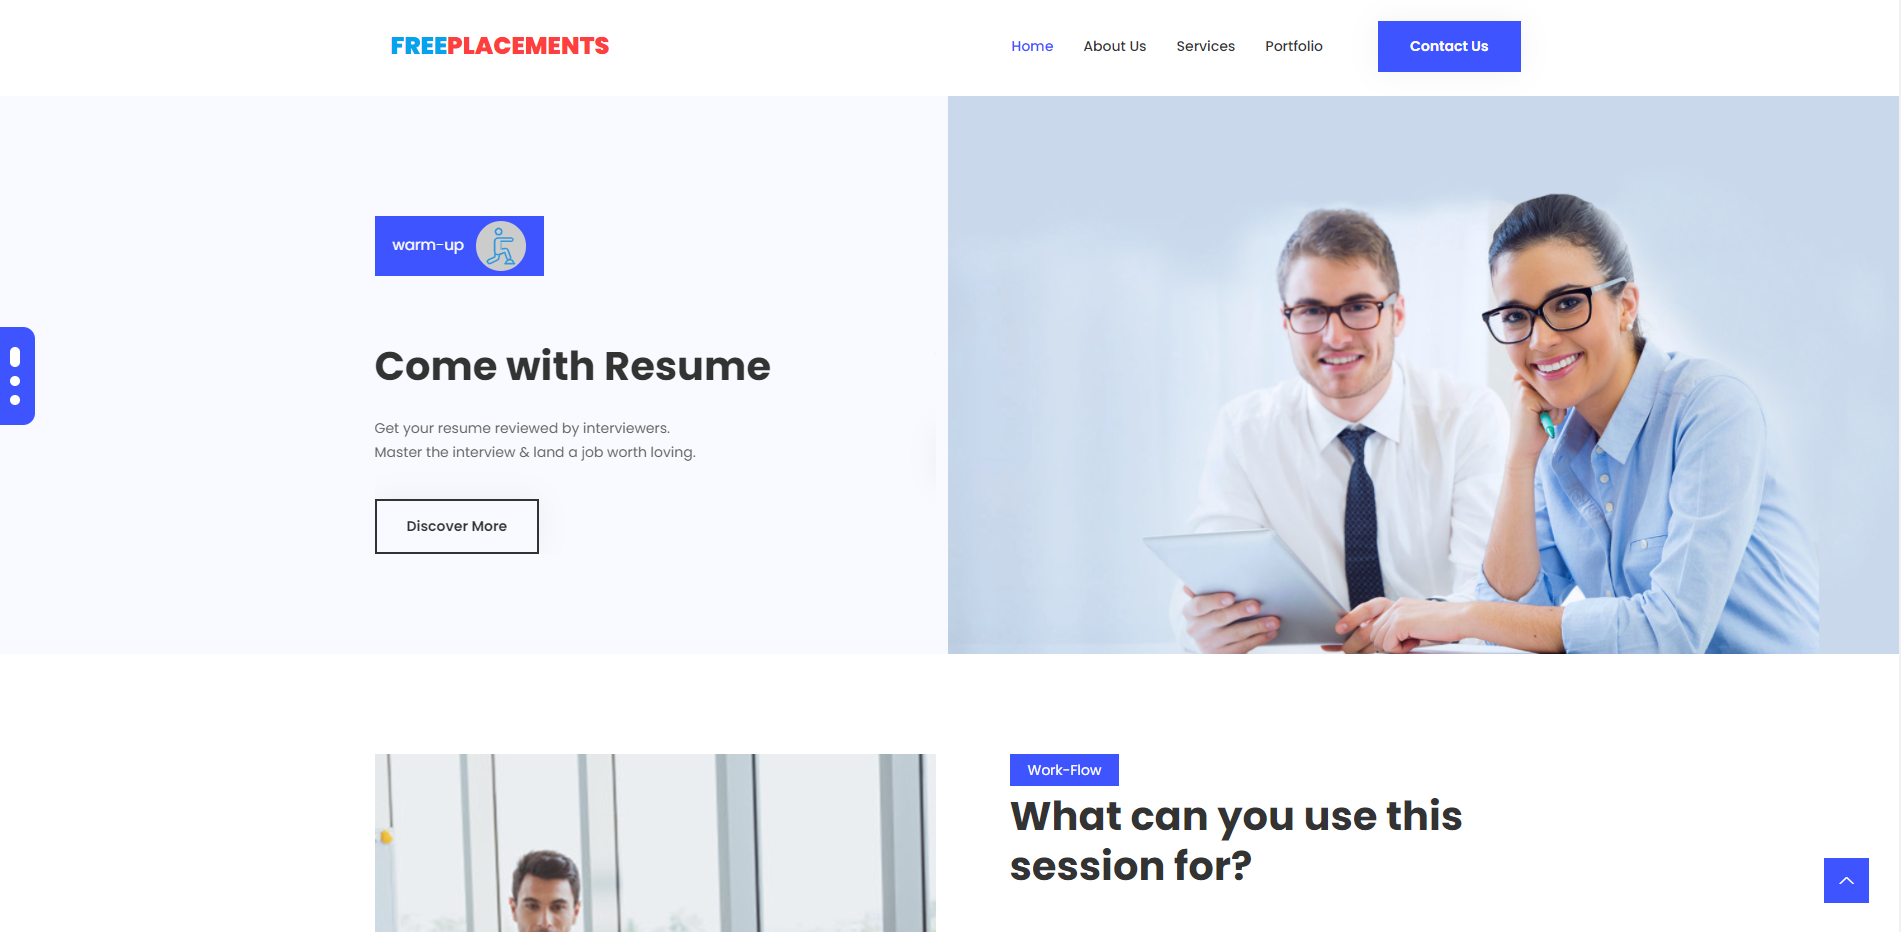 FREEPLACEMENTS
Home About Us Services Portfolio Contact Us
warm-up
Come with Resume
Get your resume reviewed by interviewers.
Master the interview & land a job worth loving.
Discover More
Work-Flow
What can you use this
session for?